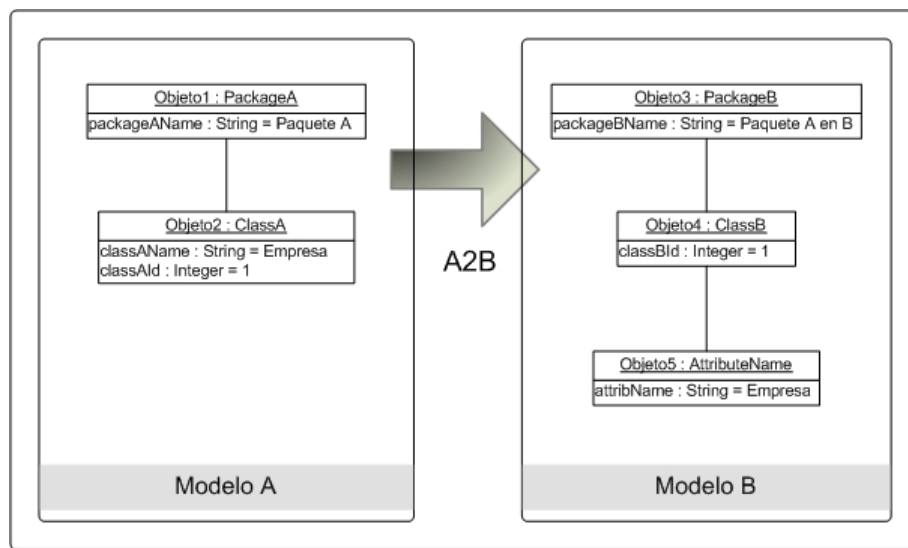 Objeto1 : PackageA
packageAName : String = Paquete A
Objeto2 : ClassA
classAName : String = Empresa
classAId : Integer = 1
Modelo A
A2B
Objeto3 : PackageB
packageBName : String = Paquete A en B
Objeto4 : ClassB
classBId : Integer = 1
Objeto5 : AttributeName
attribName : String = Empresa
Modelo B